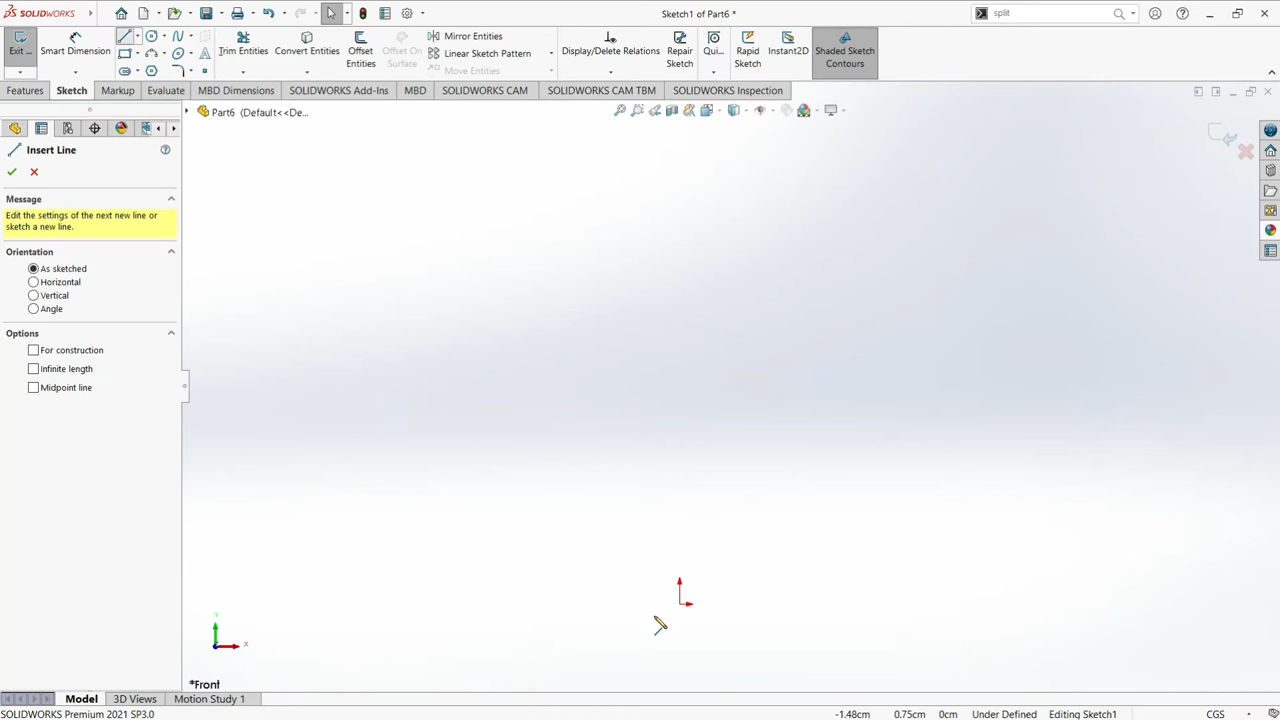 SOLIDWORKS
Sketch1 of Part6 *
split
Exit ...
Smart Dimension
Trim Entities
Convert Entities
Offset Entities
Offset On Surface
Mirror Entities
Linear Sketch Pattern
Move Entities
Display/Delete Relations
Repair Sketch
Qui...
Rapid Sketch
Instant2D
Shaded Sketch Contours
Features
Sketch
Markup
Evaluate
MBD Dimensions
SOLIDWORKS Add-Ins
MBD
SOLIDWORKS CAM
SOLIDWORKS CAM TBM
SOLIDWORKS Inspection
Part6 (Default<<De...
Insert Line
Message
Edit the settings of the next new line or
sketch a new line.
Orientation
As sketched
Horizontal
Vertical
Angle
Options
For construction
Infinite length
Midpoint line
Y
X
*Front
Model
3D Views
Motion Study 1
SOLIDWORKS Premium 2021 SP3.0
-1.48cm
0.75cm
0cm
Under Defined
Editing Sketch1
CGS